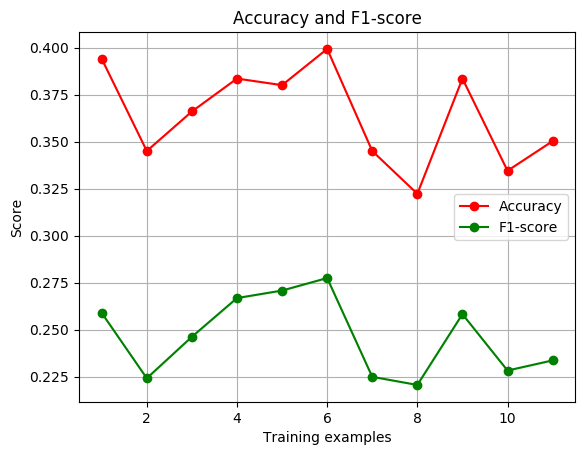 Accuracy and F1-score
0.400
0.375
0.350
0.325
0.300
0.275
0.250
0.225
Score
Accuracy
F1-score
2 4 6 8 10
Training examples